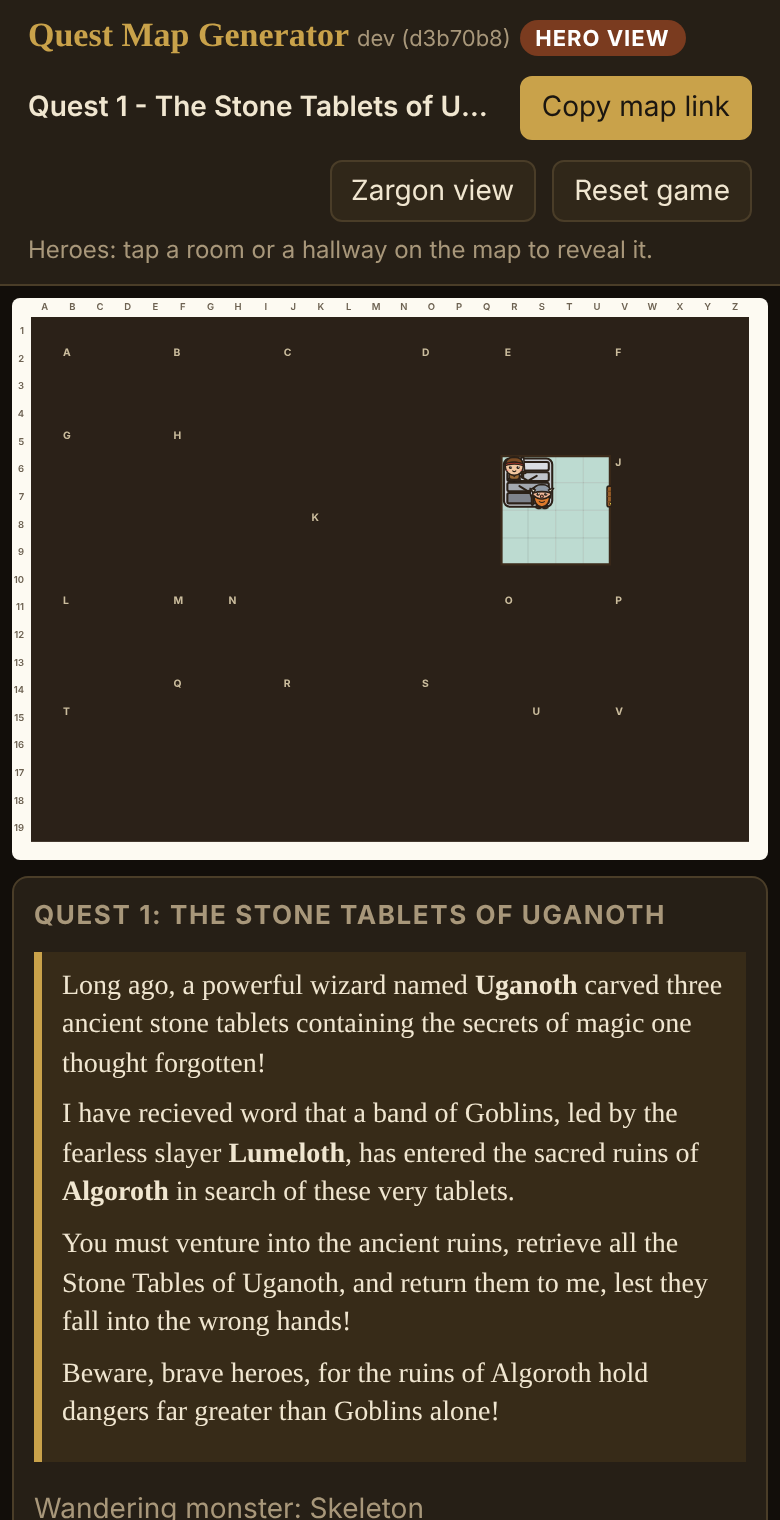 Quest Map Generator dev (d3b70b8) HERO VIEW
Quest 1 - The Stone Tablets of U... Copy map link
Zargon view Reset game
Heroes: tap a room or a hallway on the map to reveal it.
A B C D E F G H I J K L M N O P Q R S T U V W X Y Z
1
2 A B C D E F
3
4
5 G H
6 J
7
8 K
9
10
11 L M N O P
12
13
14 Q R S
15 T U V
16
17
18
19
QUEST 1: THE STONE TABLETS OF UGANOTH
Long ago, a powerful wizard named Uganoth carved three
ancient stone tablets containing the secrets of magic one
thought forgotten!
I have recieved word that a band of Goblins, led by the
fearless slayer Lumeloth, has entered the sacred ruins of
Algoroth in search of these very tablets.
You must venture into the ancient ruins, retrieve all the
Stone Tables of Uganoth, and return them to me, lest they
fall into the wrong hands!
Beware, brave heroes, for the ruins of Algoroth hold
dangers far greater than Goblins alone!
Wandering monster: Skeleton